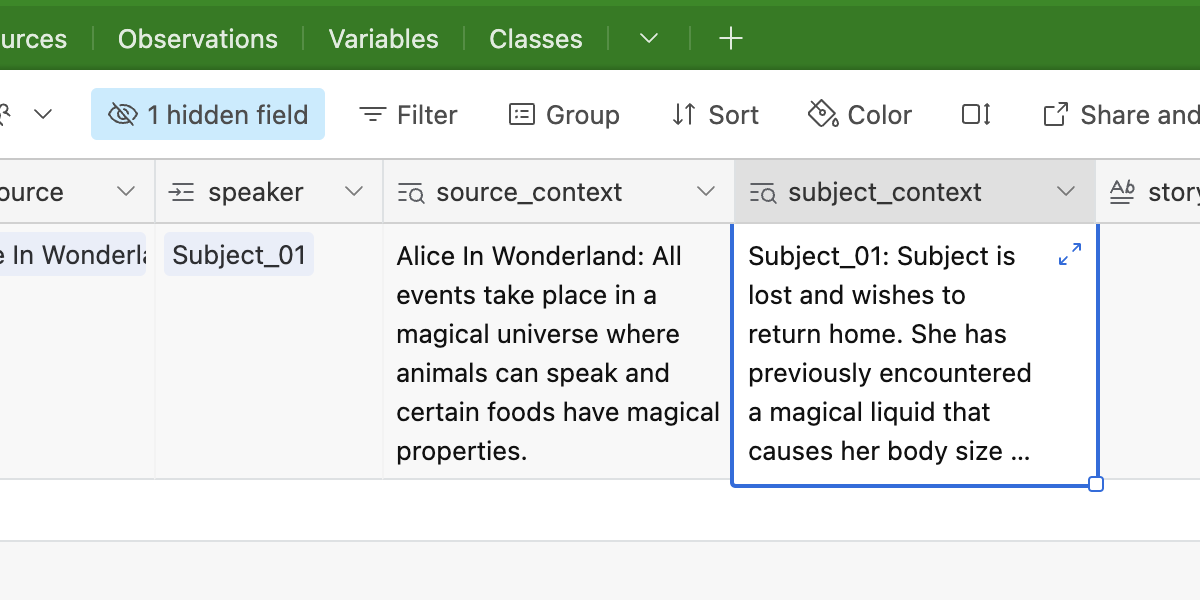 urces Observations Variables Classes
1 hidden field Filter Group Sort Color Share and
ource speaker source_context subject_context Ab story
e In Wonderla Subject_01
Alice In Wonderland: All
events take place in a
magical universe where
animals can speak and
certain foods have magical
properties.
Subject_01: Subject is
lost and wishes to
return home. She has
previously encountered
a magical liquid that
causes her body size ...